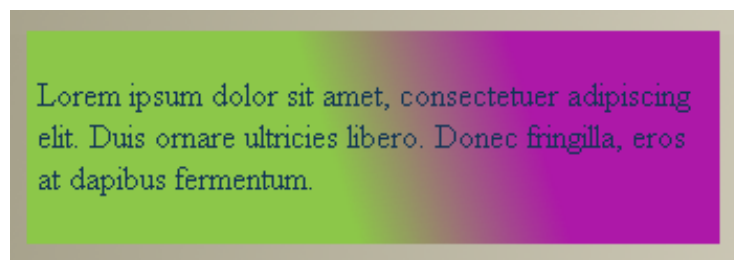 Lorem ipsum dolor sit amet, consectetuer adipiscing
elit. Duis ornare ultricies libero. Donec fringilla, eros
at dapibus fermentum.